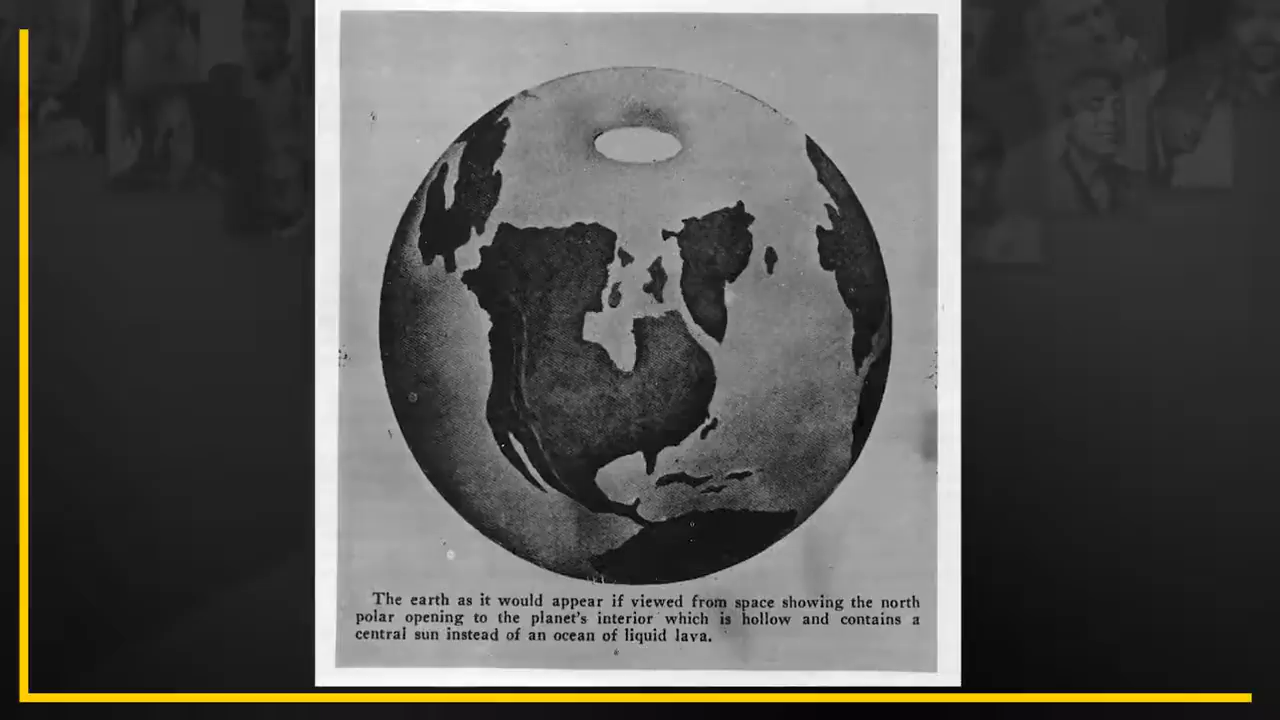 The earth as it would appear if viewed from space showing the north
polar opening to the planet's interior which is hollow and contains a
central sun instead of an ocean of liquid lava.